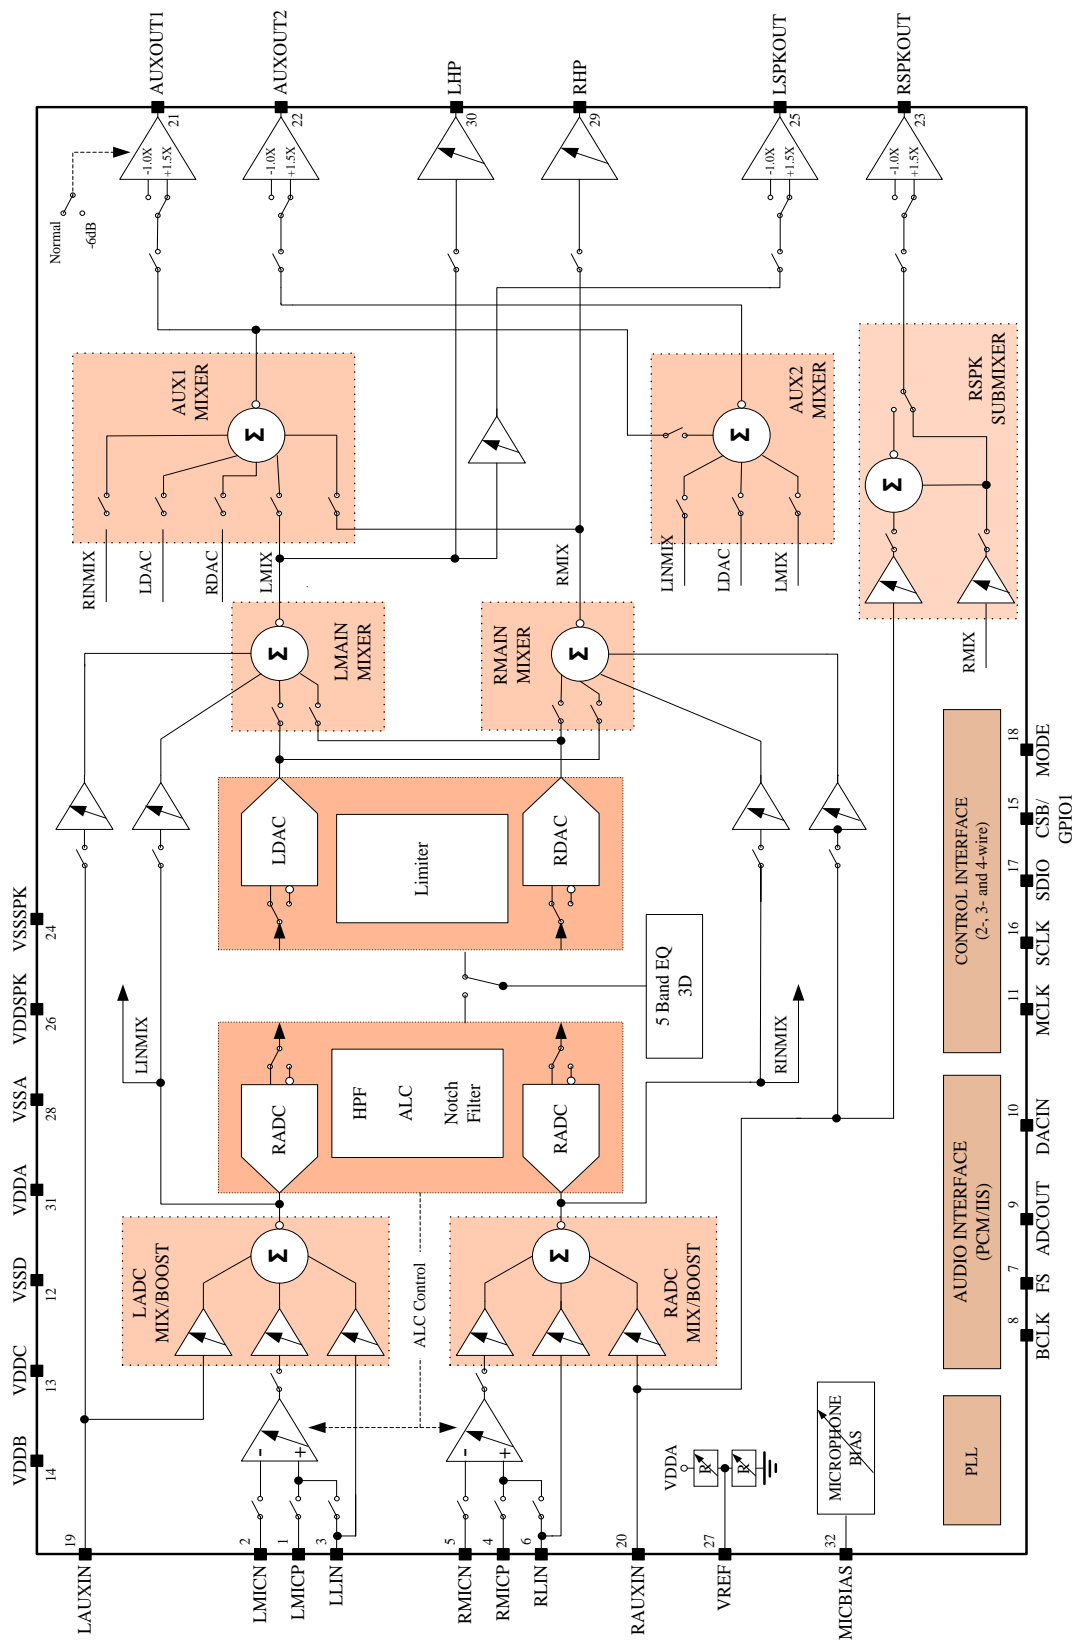 AUXOUT1
AUXOUT2
LHP
RHP
LSPKOUT
RSPKOUT
21
22
30
29
25
23
-1.0X
+1.5X
-1.0X
+1.5X
-1.0X
+1.5X
-1.0X
+1.5X
Normal
-6dB
AUX1
MIXER
Σ
RINMIX
LDAC
RDAC
LMIX
RMIX
AUX2
MIXER
Σ
LINMIX
LDAC
LMIX
RSPK
SUBMIXER
Σ
RMIX
LMAIN
MIXER
Σ
RMAIN
MIXER
Σ
LDAC
Limiter
RDAC
5 Band EQ
3D
LINMIX
RINMIX
RADC
HPF
ALC
Notch
Filter
RADC
LADC
MIX/BOOST
Σ
ALC Control
RADC
MIX/BOOST
Σ
-
+
-
+
VDDA
R
R
MICROPHONE
BIAS
PLL
AUDIO INTERFACE
(PCM/IIS)
CONTROL INTERFACE
(2-, 3- and 4-wire)
VDDB
14
VDDC
13
VSSD
12
VDDA
31
VSSA
28
VDDSPK
26
VSSSPK
24
19
LAUXIN
2
LMICN
1
LMICP
3
LLIN
5
RMICN
4
RMICP
6
RLIN
20
RAUXIN
27
VREF
32
MICBIAS
8
BCLK
7
FS
9
ADCOUT
10
DACIN
11
MCLK
16
SCLK
17
SDIO
15
CSB/
GPIO1
18
MODE